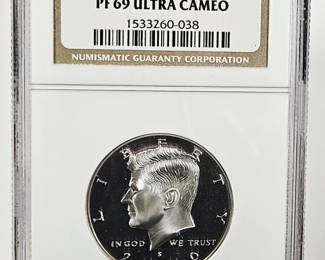 PF 69 ULTRA CAMEO
1533260-038
NUMISMATIC GUARANTY CORPORATION
LIBERTY
IN GOD WE TRUST
S